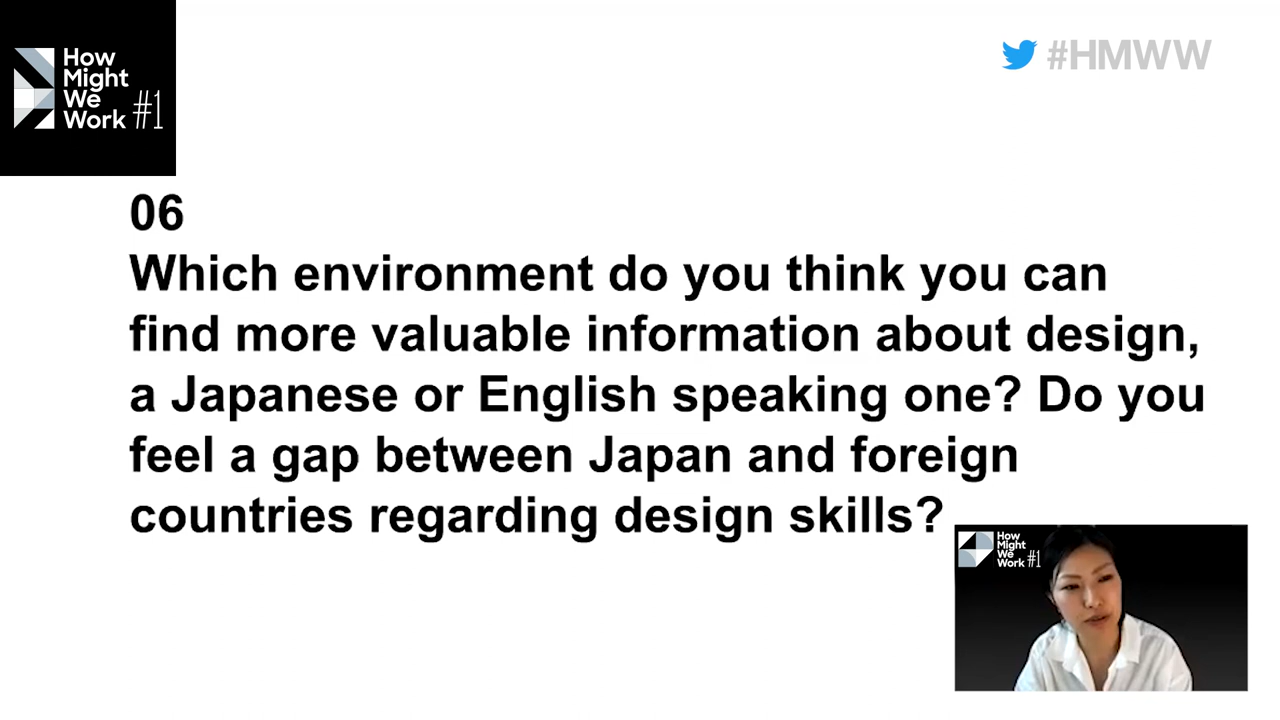 How
Might
We
Work #1
#HMWW
06
Which environment do you think you can
find more valuable information about design,
a Japanese or English speaking one? Do you
feel a gap between Japan and foreign
countries regarding design skills?
How
Might
We
Work #1